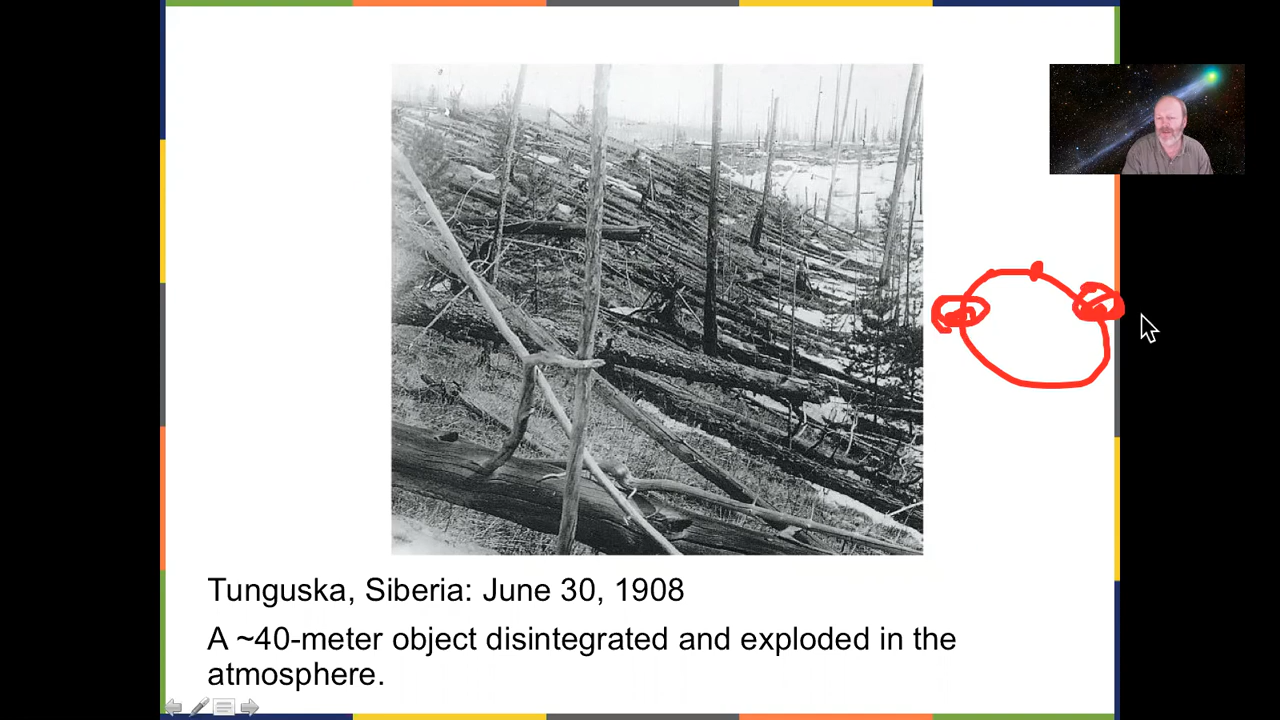 Tunguska, Siberia: June 30, 1908
A ~40-meter object disintegrated and exploded in the
atmosphere.